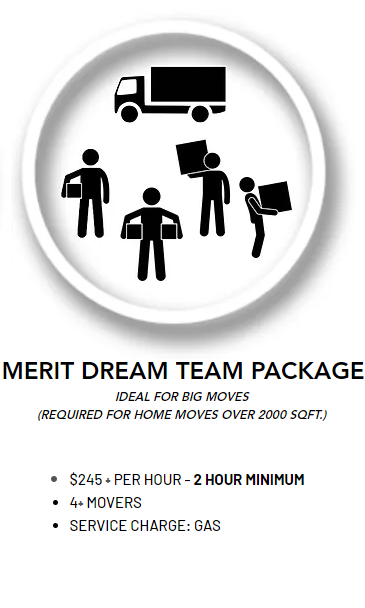 MERIT DREAM TEAM PACKAGE
IDEAL FOR BIG MOVES
(REQUIRED FOR HOME MOVES OVER 2000 SQFT.)
• $245 + PER HOUR - 2 HOUR MINIMUM
• 4+ MOVERS
• SERVICE CHARGE: GAS